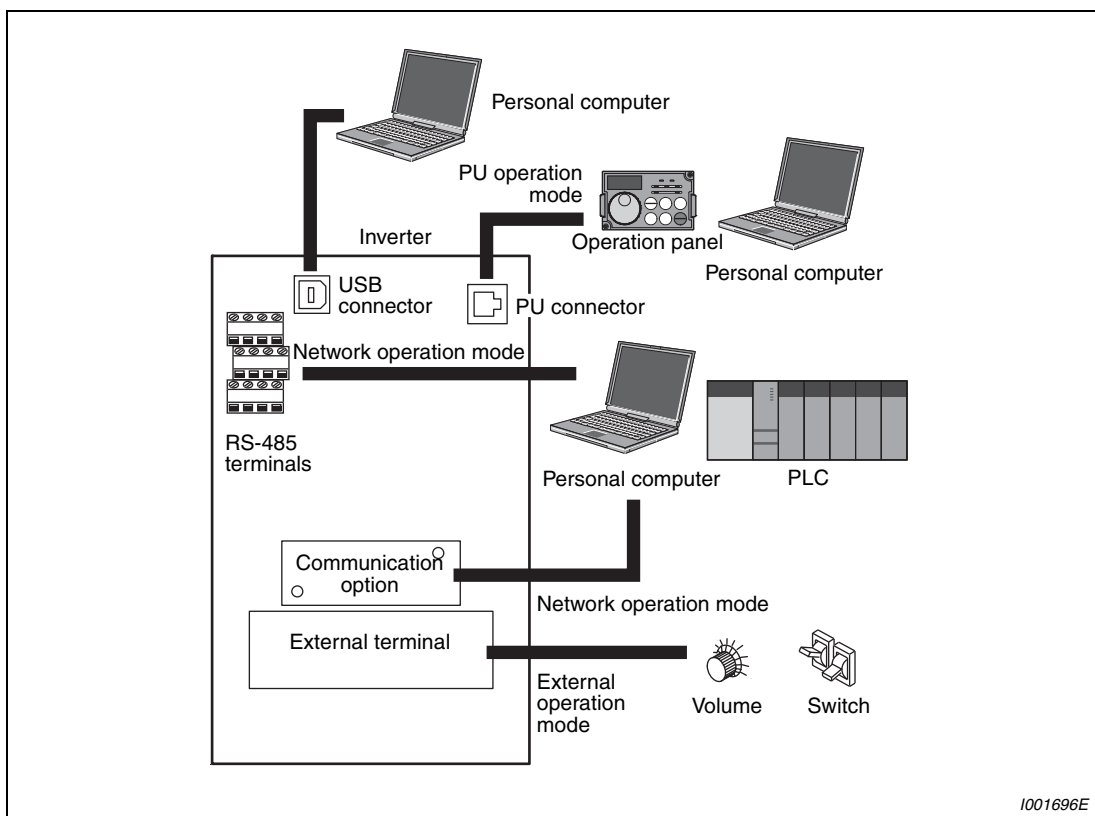 Personal computer
PU operation
mode
Operation panel
Personal computer
Inverter
USB
connector
PU connector
Network operation mode
RS-485
terminals
Personal computer
PLC
Communication
option
Network operation mode
External terminal
External
operation
mode
Volume
Switch
I001696E